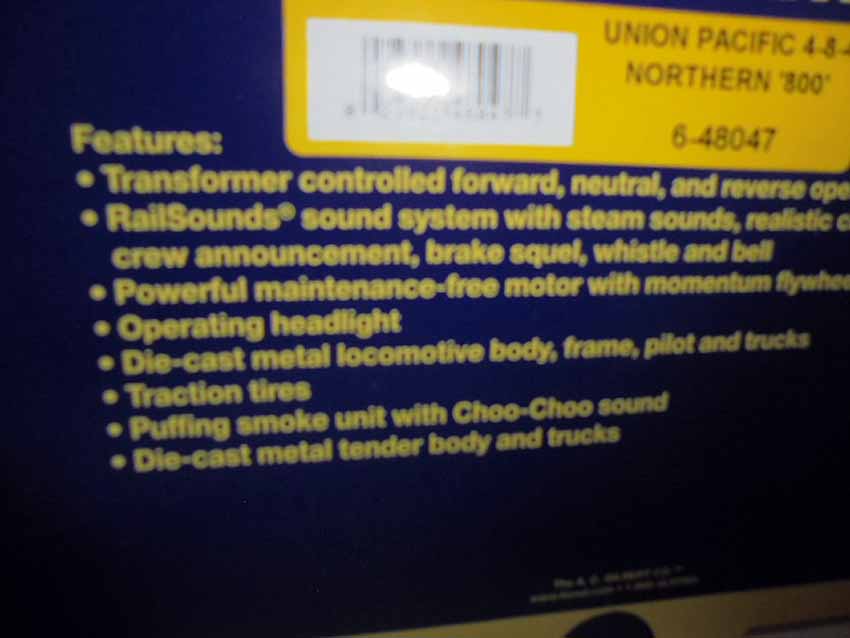 UNION PACIFIC 4-8-4
NORTHERN '800'
6-48047
Features:
• Transformer controlled forward, neutral, and reverse
• RailSounds® sound system with steam sounds, realistic
crew announcement, brake squel, whistle and bell
• Powerful maintenance-free motor with momentum
• Operating headlight
• Die-cast metal locomotive body, frame, pilot and trucks
• Traction tires
• Puffing smoke unit with Choo-Choo sound
• Die-cast metal tender body and trucks
The A. C.